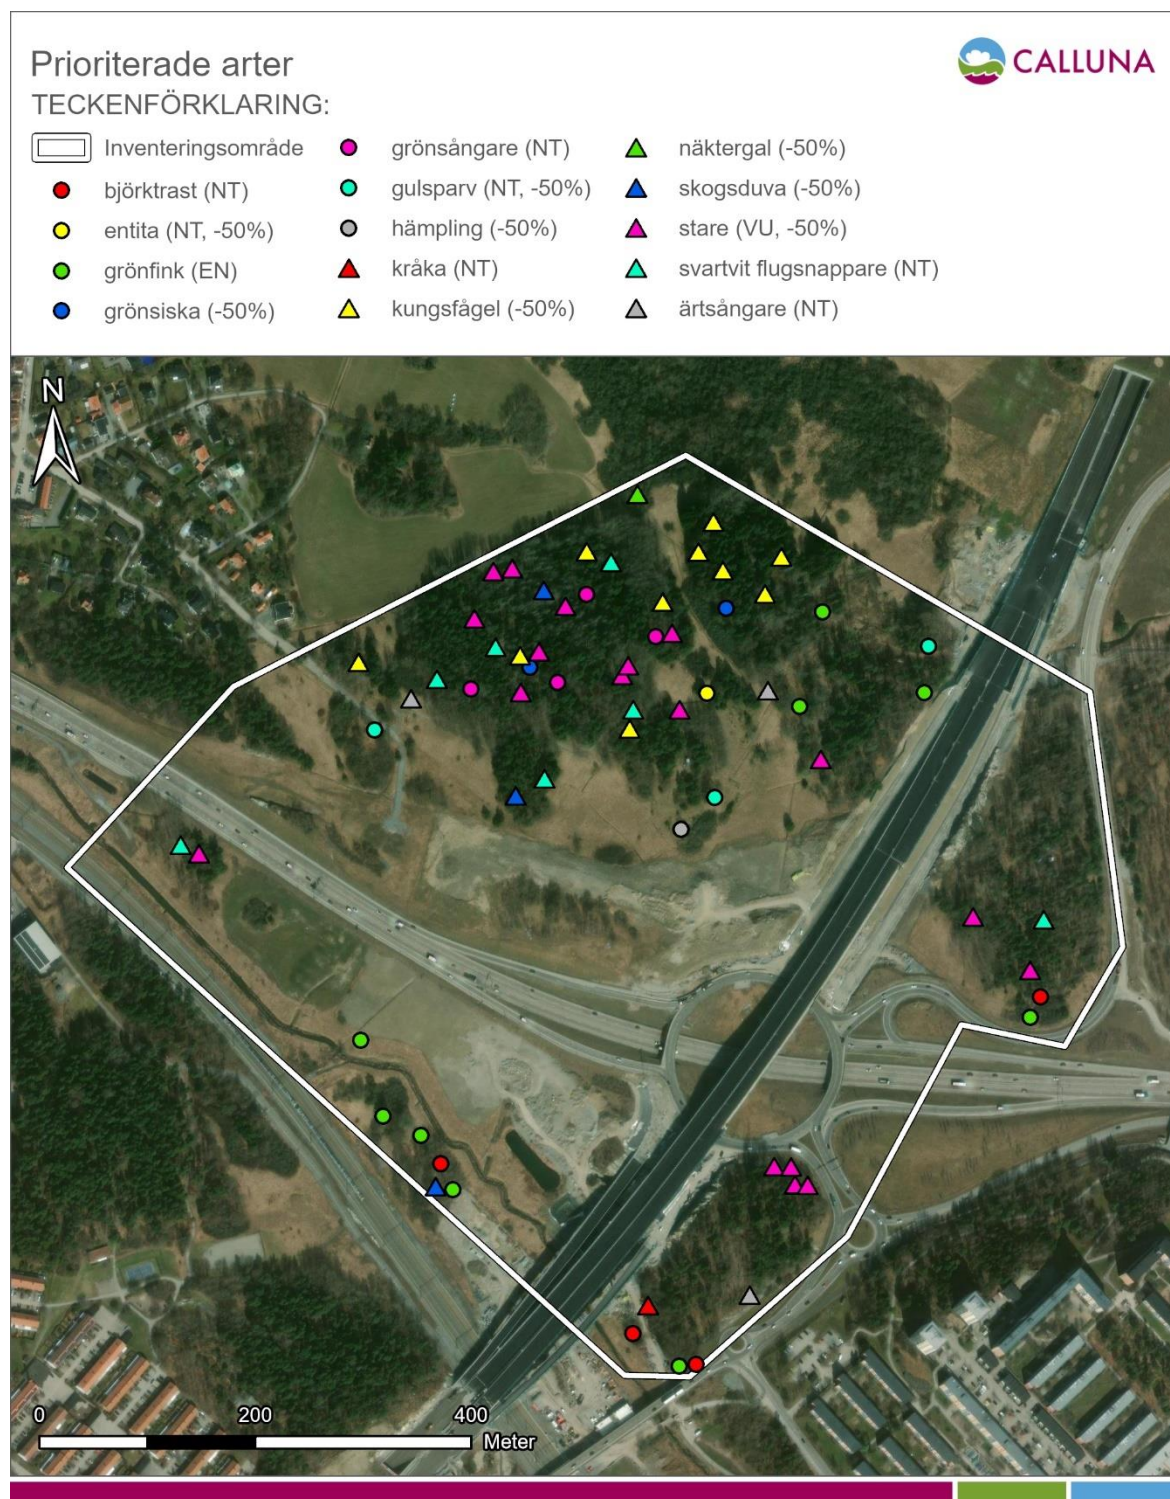 Prioriterade arter
CALLUNA
TECKENFÖRKLARING:
Inventeringsområde
björktrast (NT)
entita (NT, -50%)
grönfink (EN)
grönsiska (-50%)
grönsångare (NT)
gulsparv (NT, -50%)
hämpling (-50%)
kråka (NT)
kungsfågel (-50%)
näktergal (-50%)
skogsduva (-50%)
stare (VU, -50%)
svartvit flugsnappare (NT)
ärtsångare (NT)
N
0 200 400
Meter